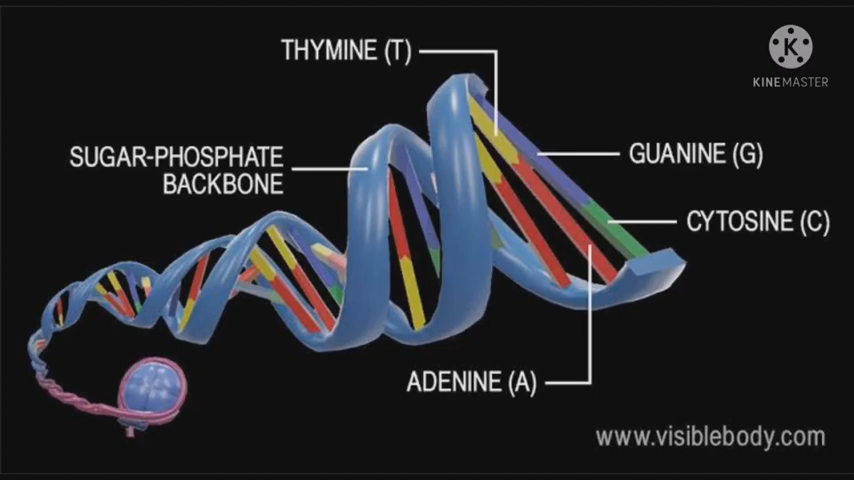 THYMINE (T)
KINEMASTER
SUGAR-PHOSPHATE
BACKBONE
GUANINE (G)
CYTOSINE (C)
ADENINE (A)
www.visiblebody.com